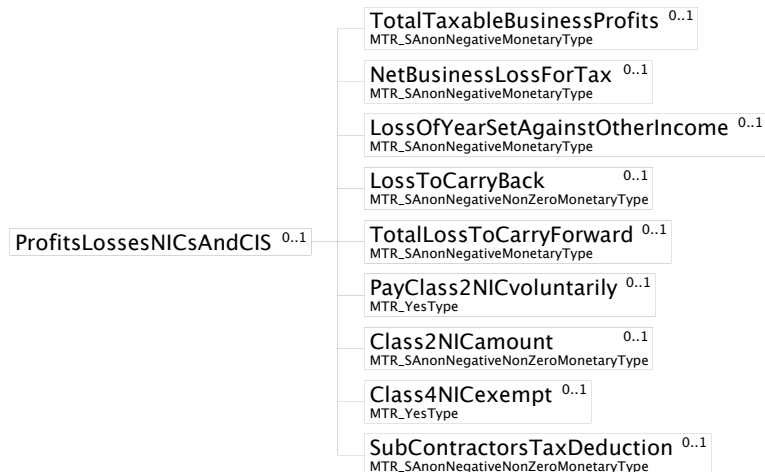 TotalTaxableBusinessProfits 0..1
MTR_SAnonNegativeMonetaryType
NetBusinessLossForTax 0..1
MTR_SAnonNegativeMonetaryType
LossOfYearSetAgainstOtherIncome 0..1
MTR_SAnonNegativeMonetaryType
LossToCarryBack 0..1
MTR_SAnonNegativeNonZeroMonetaryType
ProfitsLossesNICsAndCIS 0..1
TotalLossToCarryForward 0..1
MTR_SAnonNegativeMonetaryType
PayClass2NICvoluntarily 0..1
MTR_YesType
Class2NICamount 0..1
MTR_SAnonNegativeNonZeroMonetaryType
Class4NICexempt 0..1
MTR_YesType
SubContractorsTaxDeduction 0..1
MTR_SAnonNegativeNonZeroMonetaryType